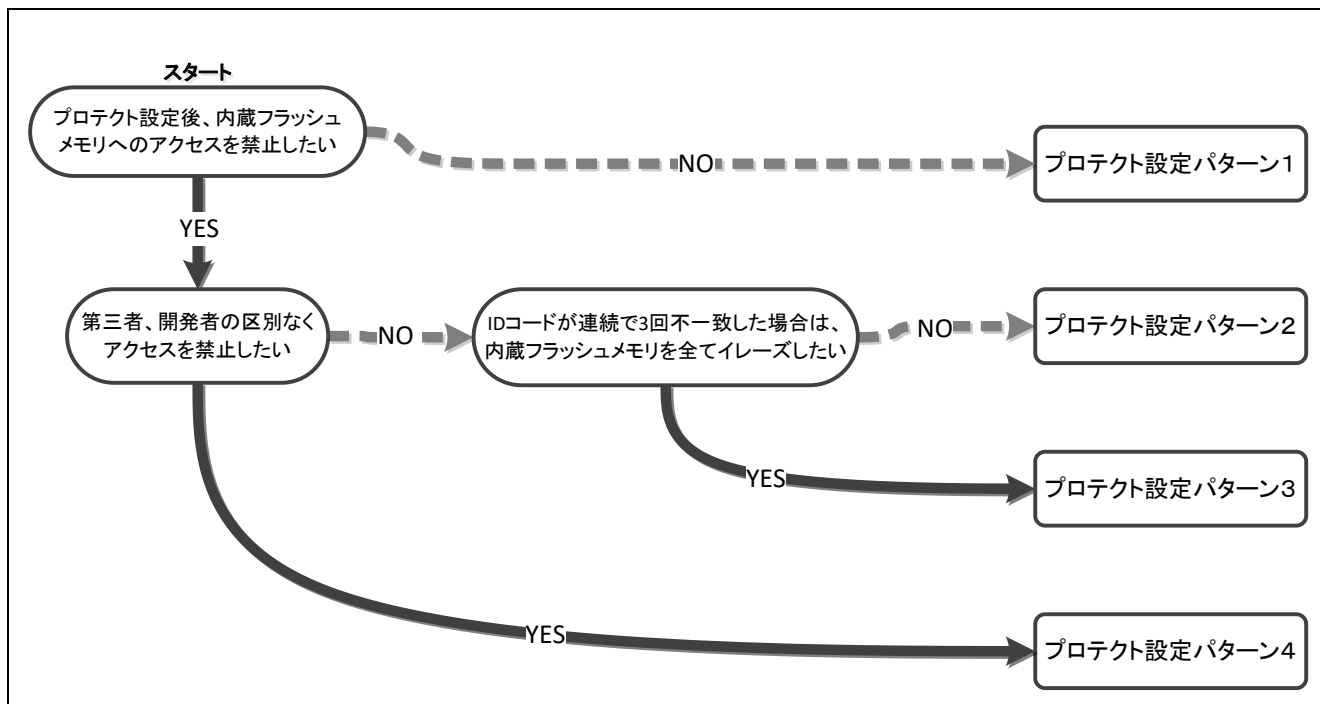 スタート
プロテクト設定後、内蔵フラッシュ
メモリへのアクセスを禁止したい
NO
プロテクト設定パターン1
YES
第三者、開発者の区別なく
アクセスを禁止したい
NO
IDコードが連続で3回不一致した場合は、
内蔵フラッシュメモリを全てイレーズしたい
NO
プロテクト設定パターン2
YES
プロテクト設定パターン3
YES
プロテクト設定パターン4